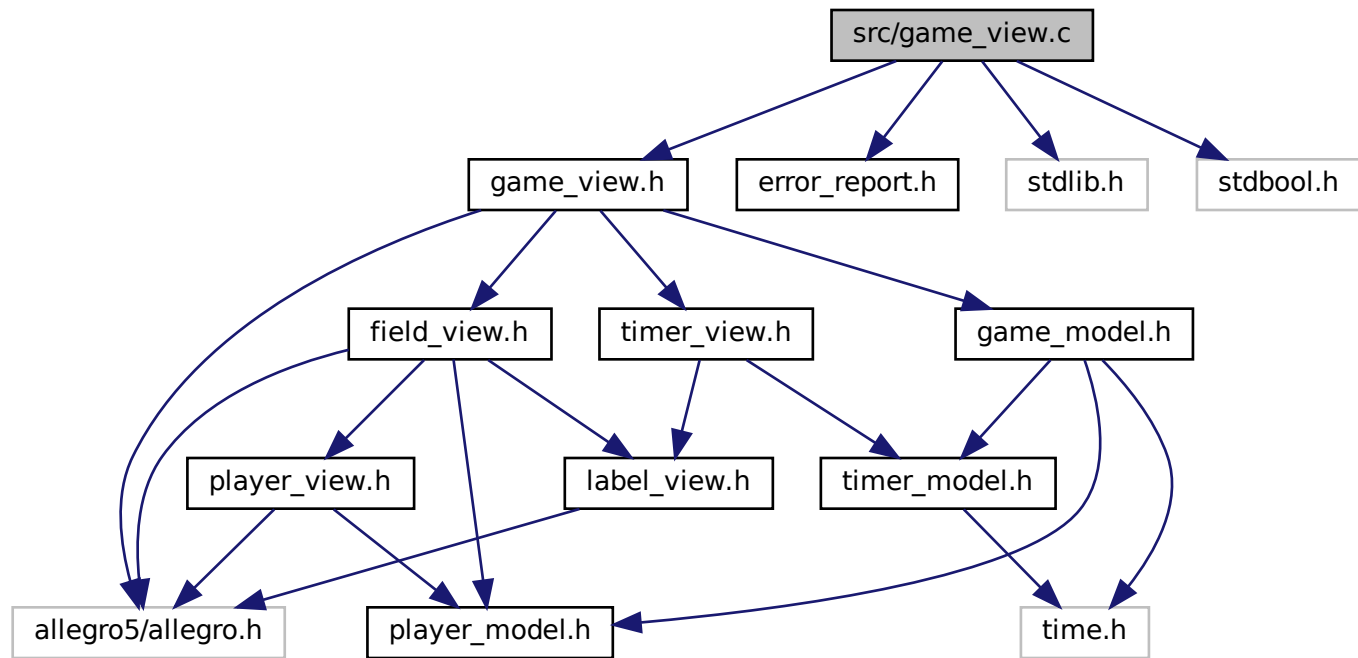 src/game_view.c
game_view.h
error_report.h
stdlib.h
stdbool.h
field_view.h
timer_view.h
game_model.h
player_view.h
label_view.h
timer_model.h
allegro5/allegro.h
player_model.h
time.h